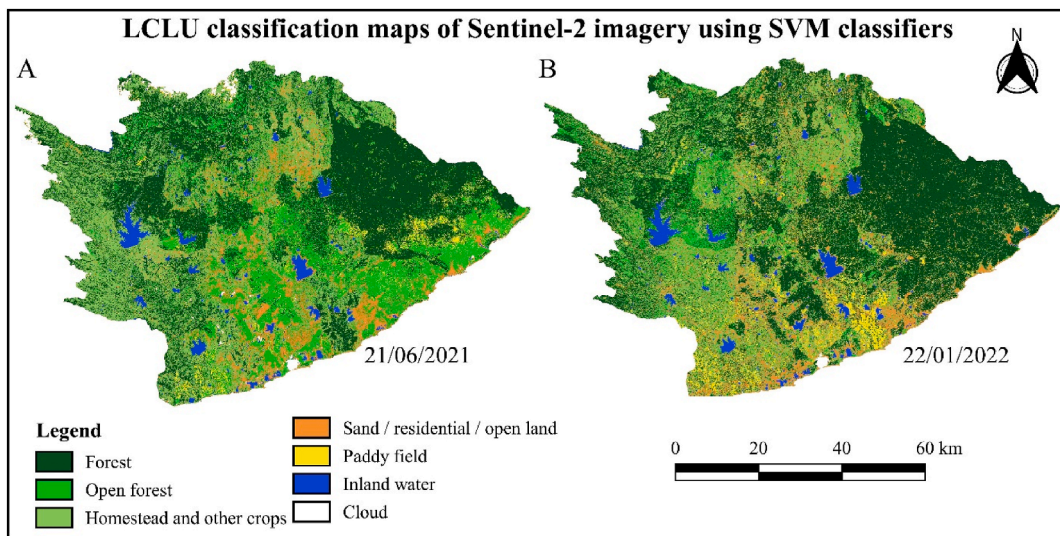 LCLU classification maps of Sentinel-2 imagery using SVM classifiers
A
B
N
21/06/2021
22/01/2022
Legend
Forest
Open forest
Homestead and other crops
Sand / residential / open land
Paddy field
Inland water
Cloud
0 20 40 60 km